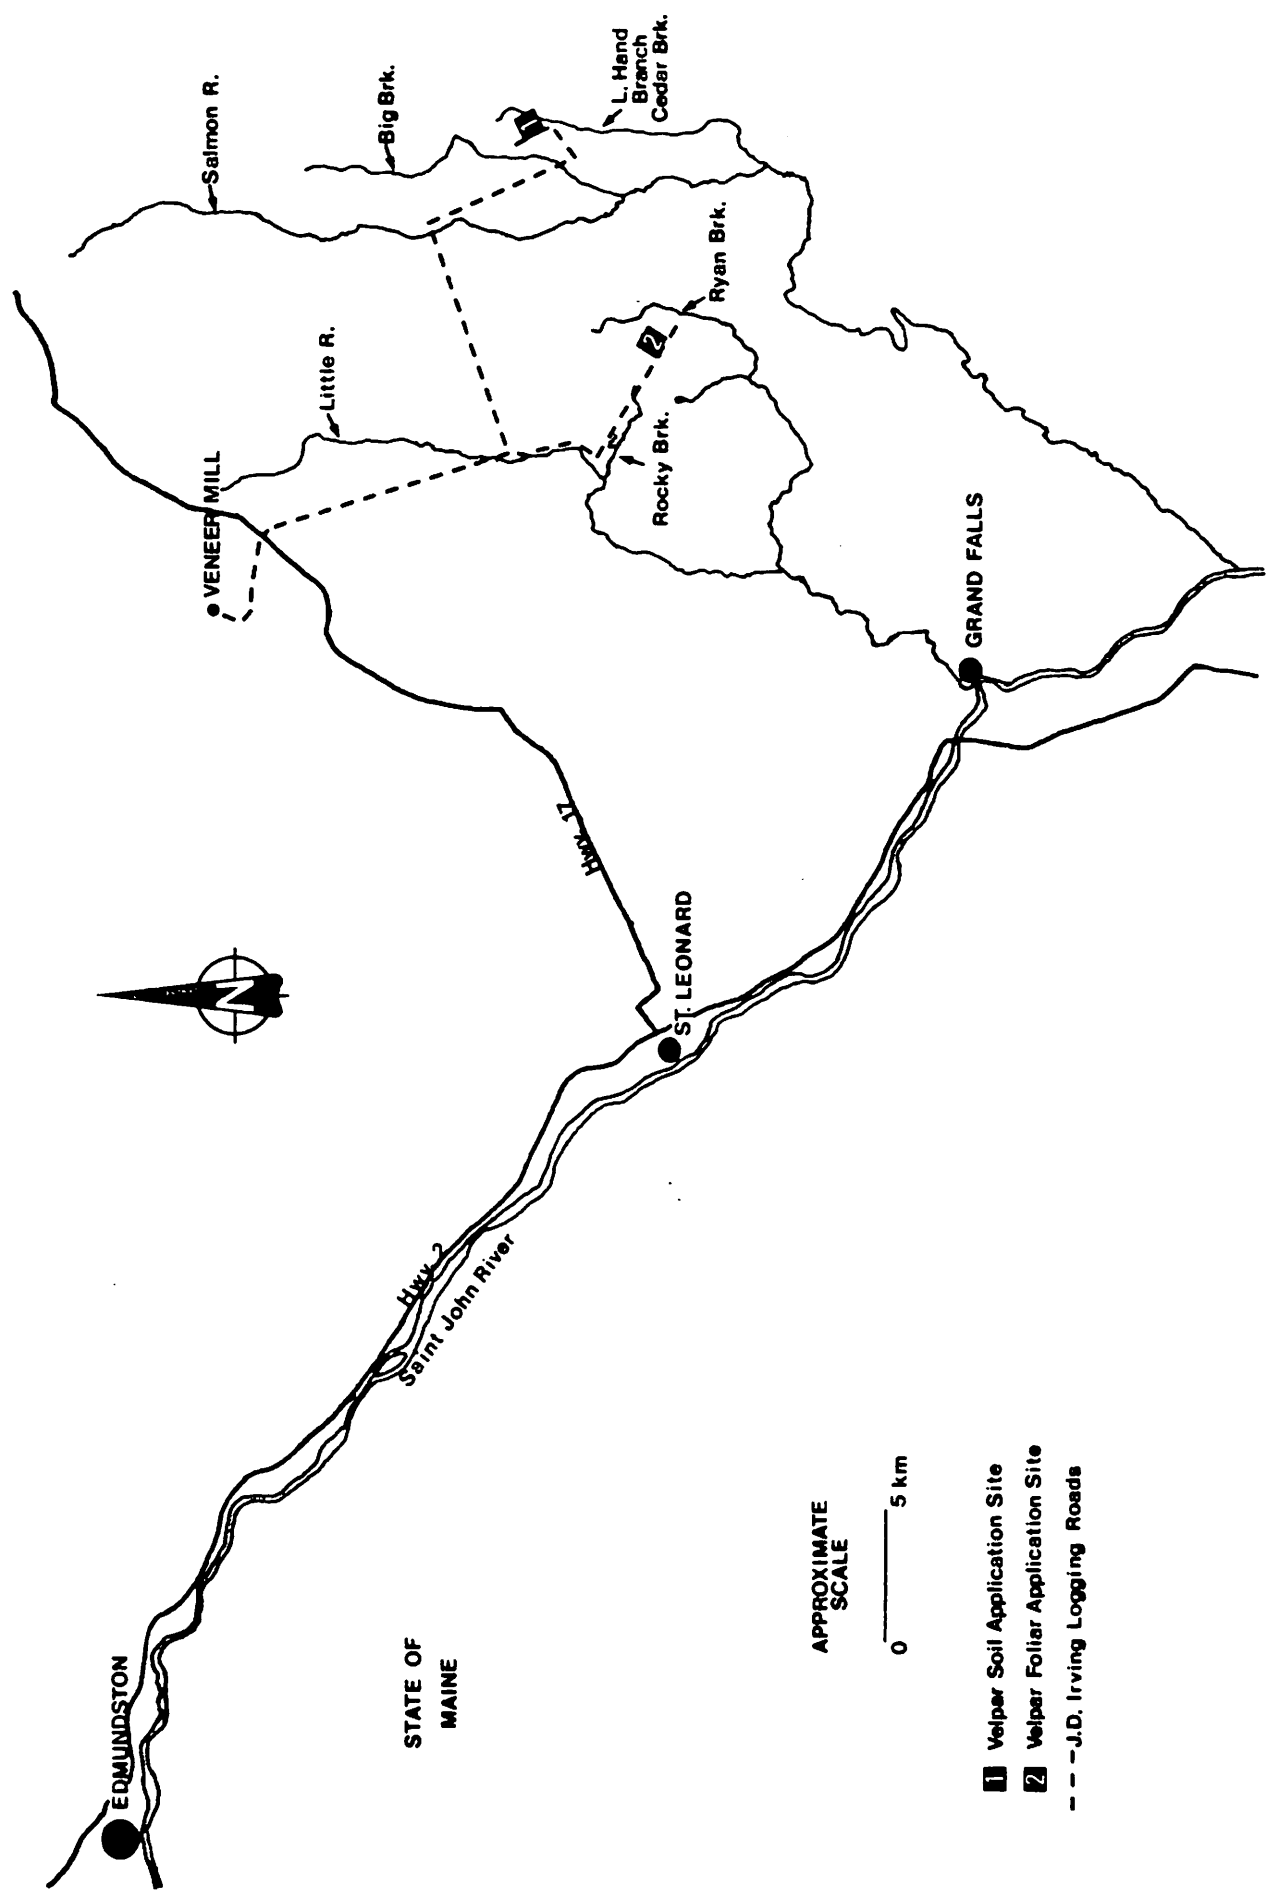 Salmon R.
Big Brk.
L. Hand
Branch
Cedar Brk.
1
Little R.
Ryan Brk.
2
VENEER MILL
Rocky Brk.
GRAND FALLS
Hwy. 17
N
ST. LEONARD
Hwy. 2
Saint John River
EDMUNDSTON
STATE OF
MAINE
APPROXIMATE
SCALE
0 5 km
1 Velpar Soil Application Site
2 Velpar Foliar Application Site
J.D. Irving Logging Roads